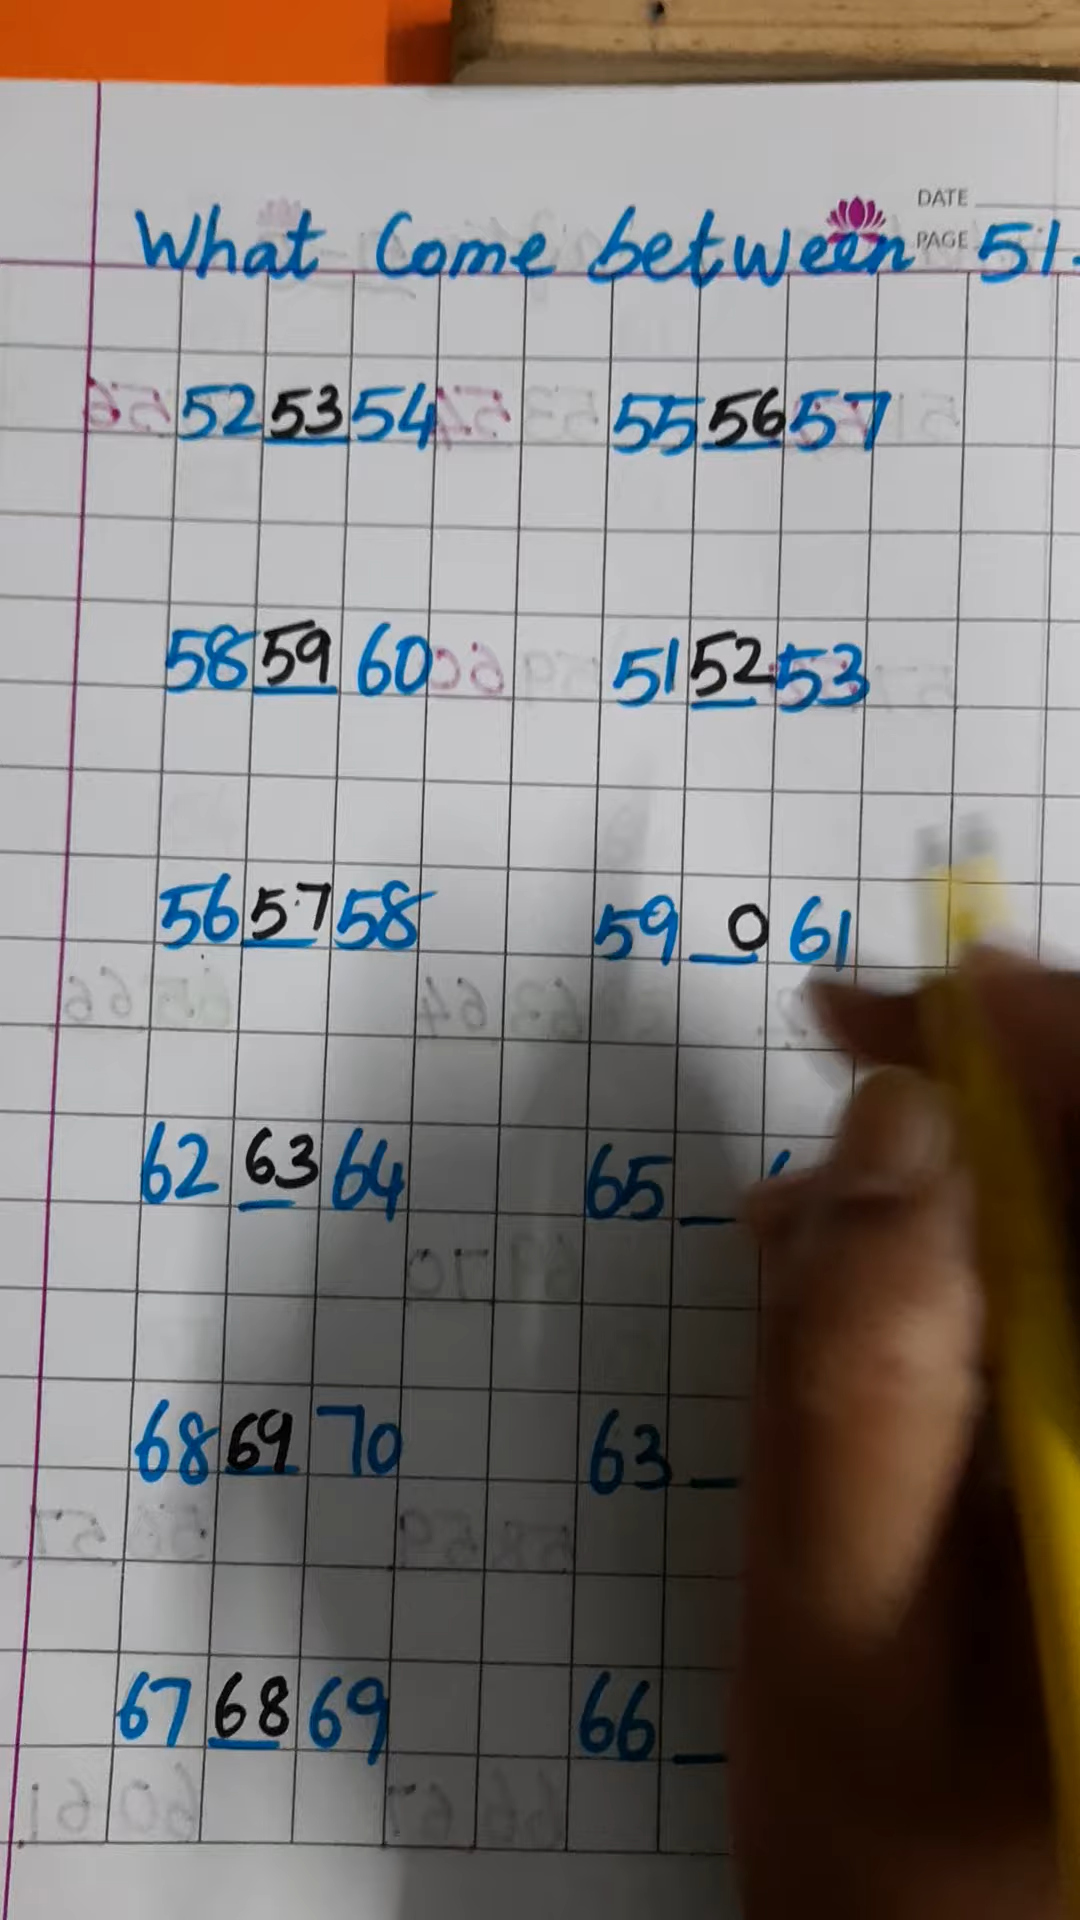 DATE
What Come between PAGE 51
52 53 54 55 56 57
58 59 60 51 52 53
56 57 58 59 0 61
62 63 64 65 _
68 69 70 63 _
67 68 69 66 _